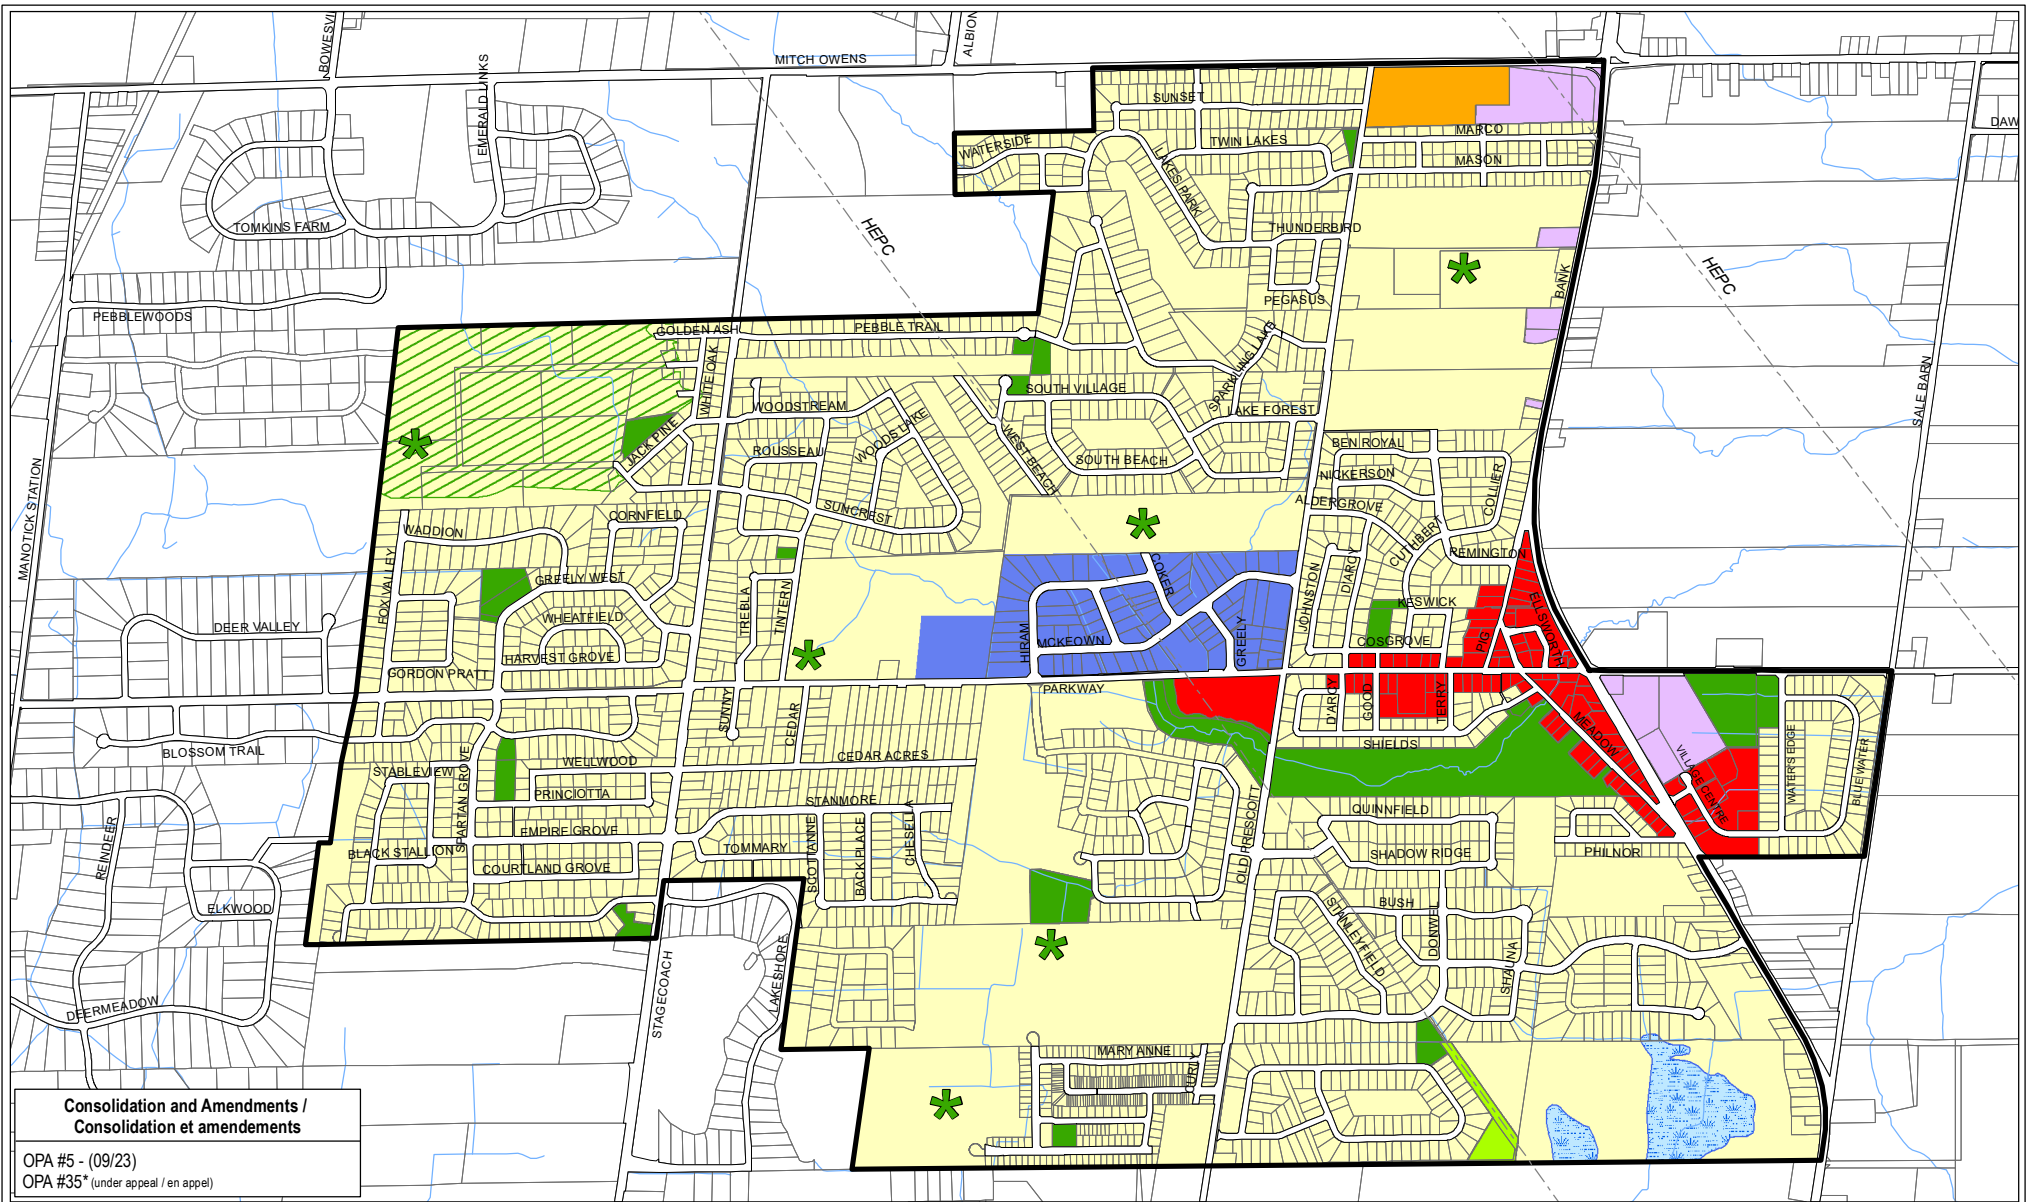 BOWESVI
ALBION
MITCH OWENS
EMERALD LINKS
SUNSET
MARCO
DAW
WATERSIDE
TWIN LAKES
MASON
LAKES PARK
TOMKINS FARM
HEPC
THUNDERBIRD
HEPC
BANK
PEGASUS
PEBBLEWOODS
GOLDEN ASH
PEBBLE TRAIL
SPARKLING LAKE
WHITE OAK
SOUTH VILLAGE
SALE BARN
WOODSTREAM
WOODS LAKE
LAKE FOREST
JACK PINE
ROUSSEAU
WEST BEACH
SOUTH BEACH
BEN ROYAL
NICKERSON
COLLIER
MANOTICK STATION
ALDERGROVE
SUNCREST
CORNFIELD
WADDION
CUTHBERT
REMINGTON
FOX VALLEY
GREELY WEST
COKER
D'ARCY
JOHNSTON
TREBLA
TINTERN
KESWICK
ELLSWORTH
WHEATFIELD
DEER VALLEY
HIRAM
MCKEOWN
GREELY
COSGROVE
PIG
HARVEST GROVE
GORDON PRATT
PARKWAY
SUNNY
CEDAR
D'ARCY
GOOD
TERRY
MEADOW
BLOSSOM TRAIL
SHIELDS
VILLAGE CENTRE
WATER'S EDGE
BLUEWATER
CEDAR ACRES
WELLWOOD
STABLEVIEW
SPARTAN GROVE
PRINCIOTTA
STANMORE
QUINNFIELD
OLD PRESCOTT
EMPIRE GROVE
REINDEER
BLACK STALLION
TOMMARY
SCOTTANNE
BACK PLACE
CHESELLA
SHADOW RIDGE
PHILNOR
COURTLAND GROVE
ELKWOOD
BUSH
STANLEYFIELD
DONWEL
SHAUNA
STAGECOACH
LAKESHORE
DEERMEADOW
MARY ANNE
CURLY
Consolidation and Amendments /
Consolidation et amendements
OPA #5 - (09/23)
OPA #35* (under appeal / en appel)